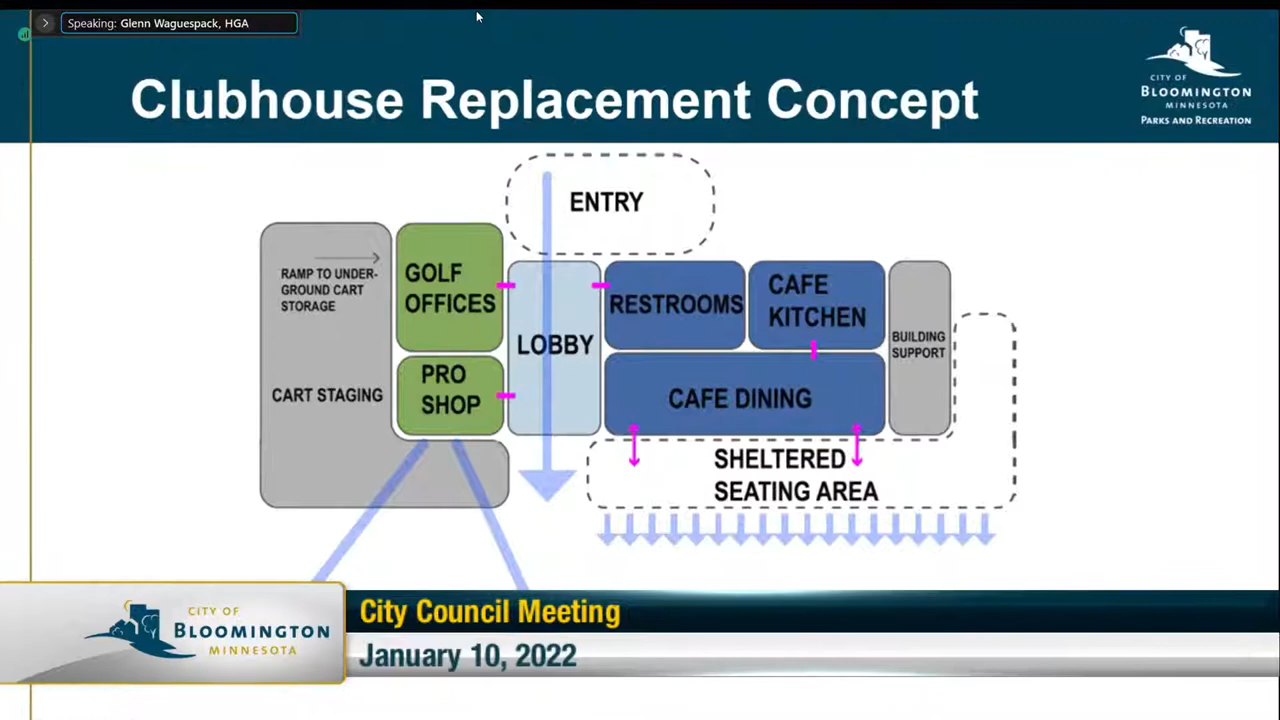 Speaking: Glenn Waguespack, HGA
Clubhouse Replacement Concept
CITY OF
BLOOMINGTON
MINNESOTA
PARKS AND RECREATION
ENTRY
RAMP TO UNDER-
GROUND CART
STORAGE
CART STAGING
GOLF
OFFICES
PRO
SHOP
LOBBY
RESTROOMS
CAFE
KITCHEN
CAFE DINING
BUILDING
SUPPORT
SHELTERED
SEATING AREA
CITY OF
BLOOMINGTON
MINNESOTA
City Council Meeting
January 10, 2022